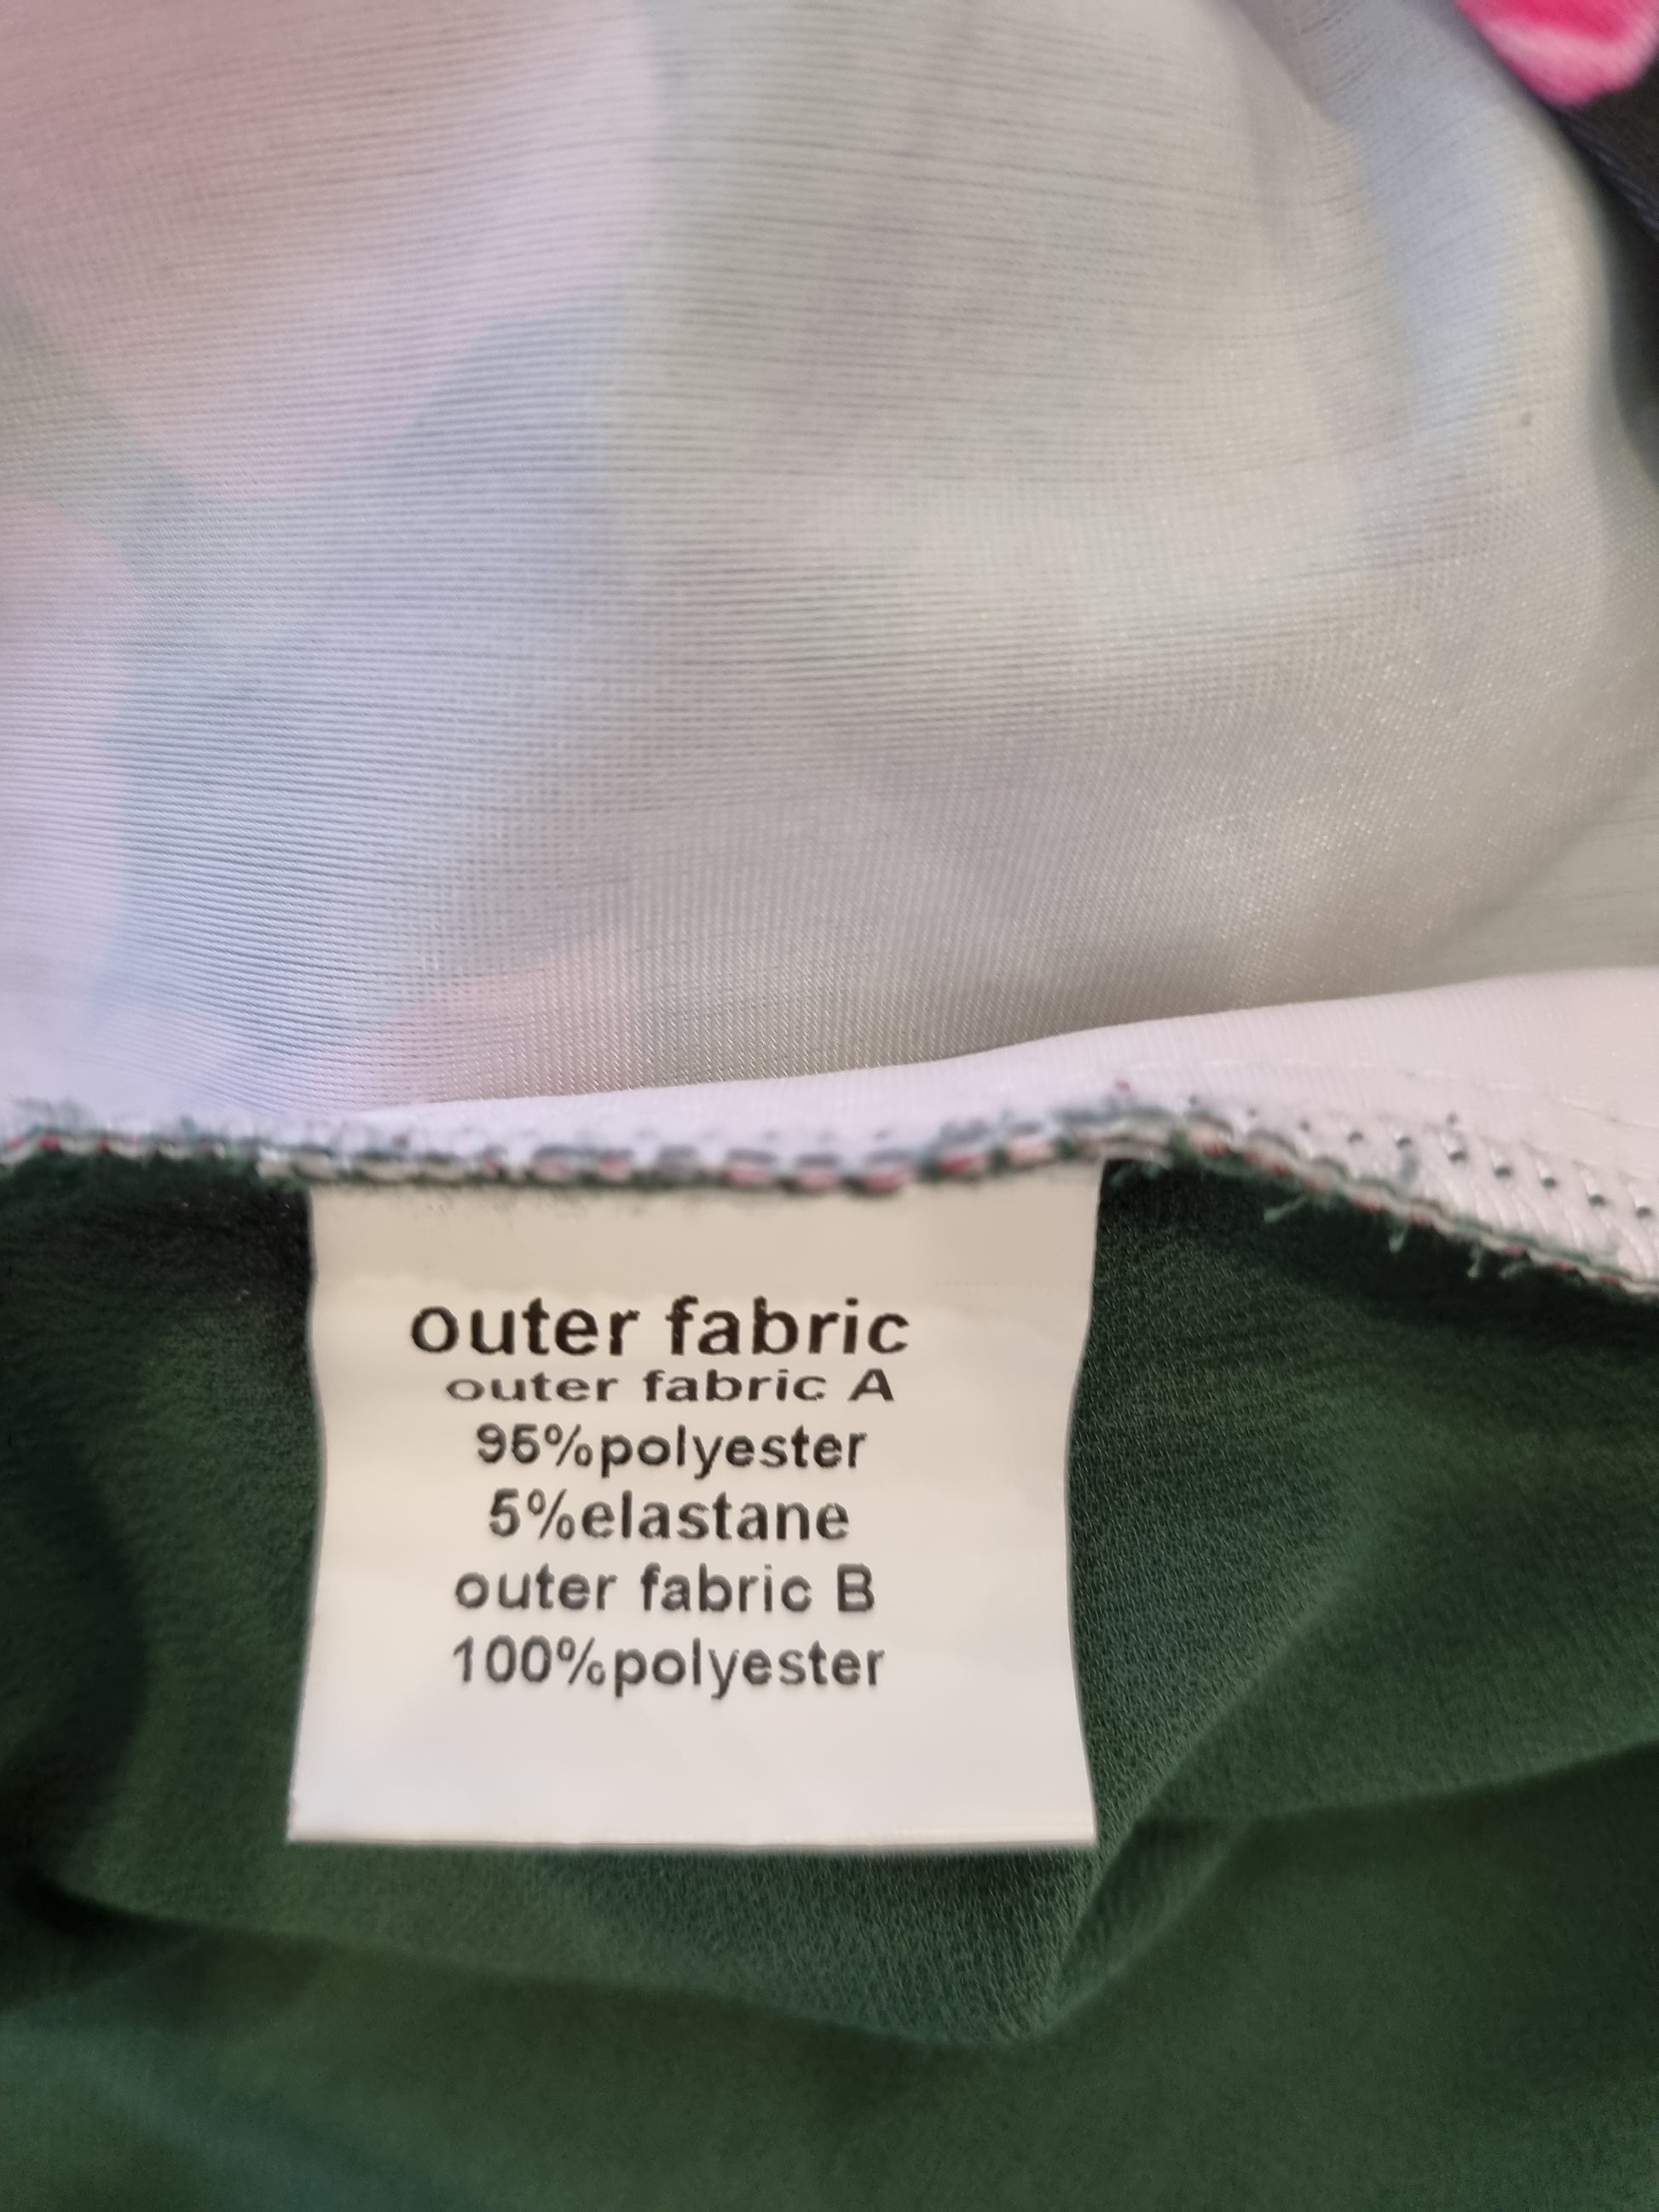 outer fabric
outer fabric A
95%polyester
5%elastane
outer fabric B
100%polyester